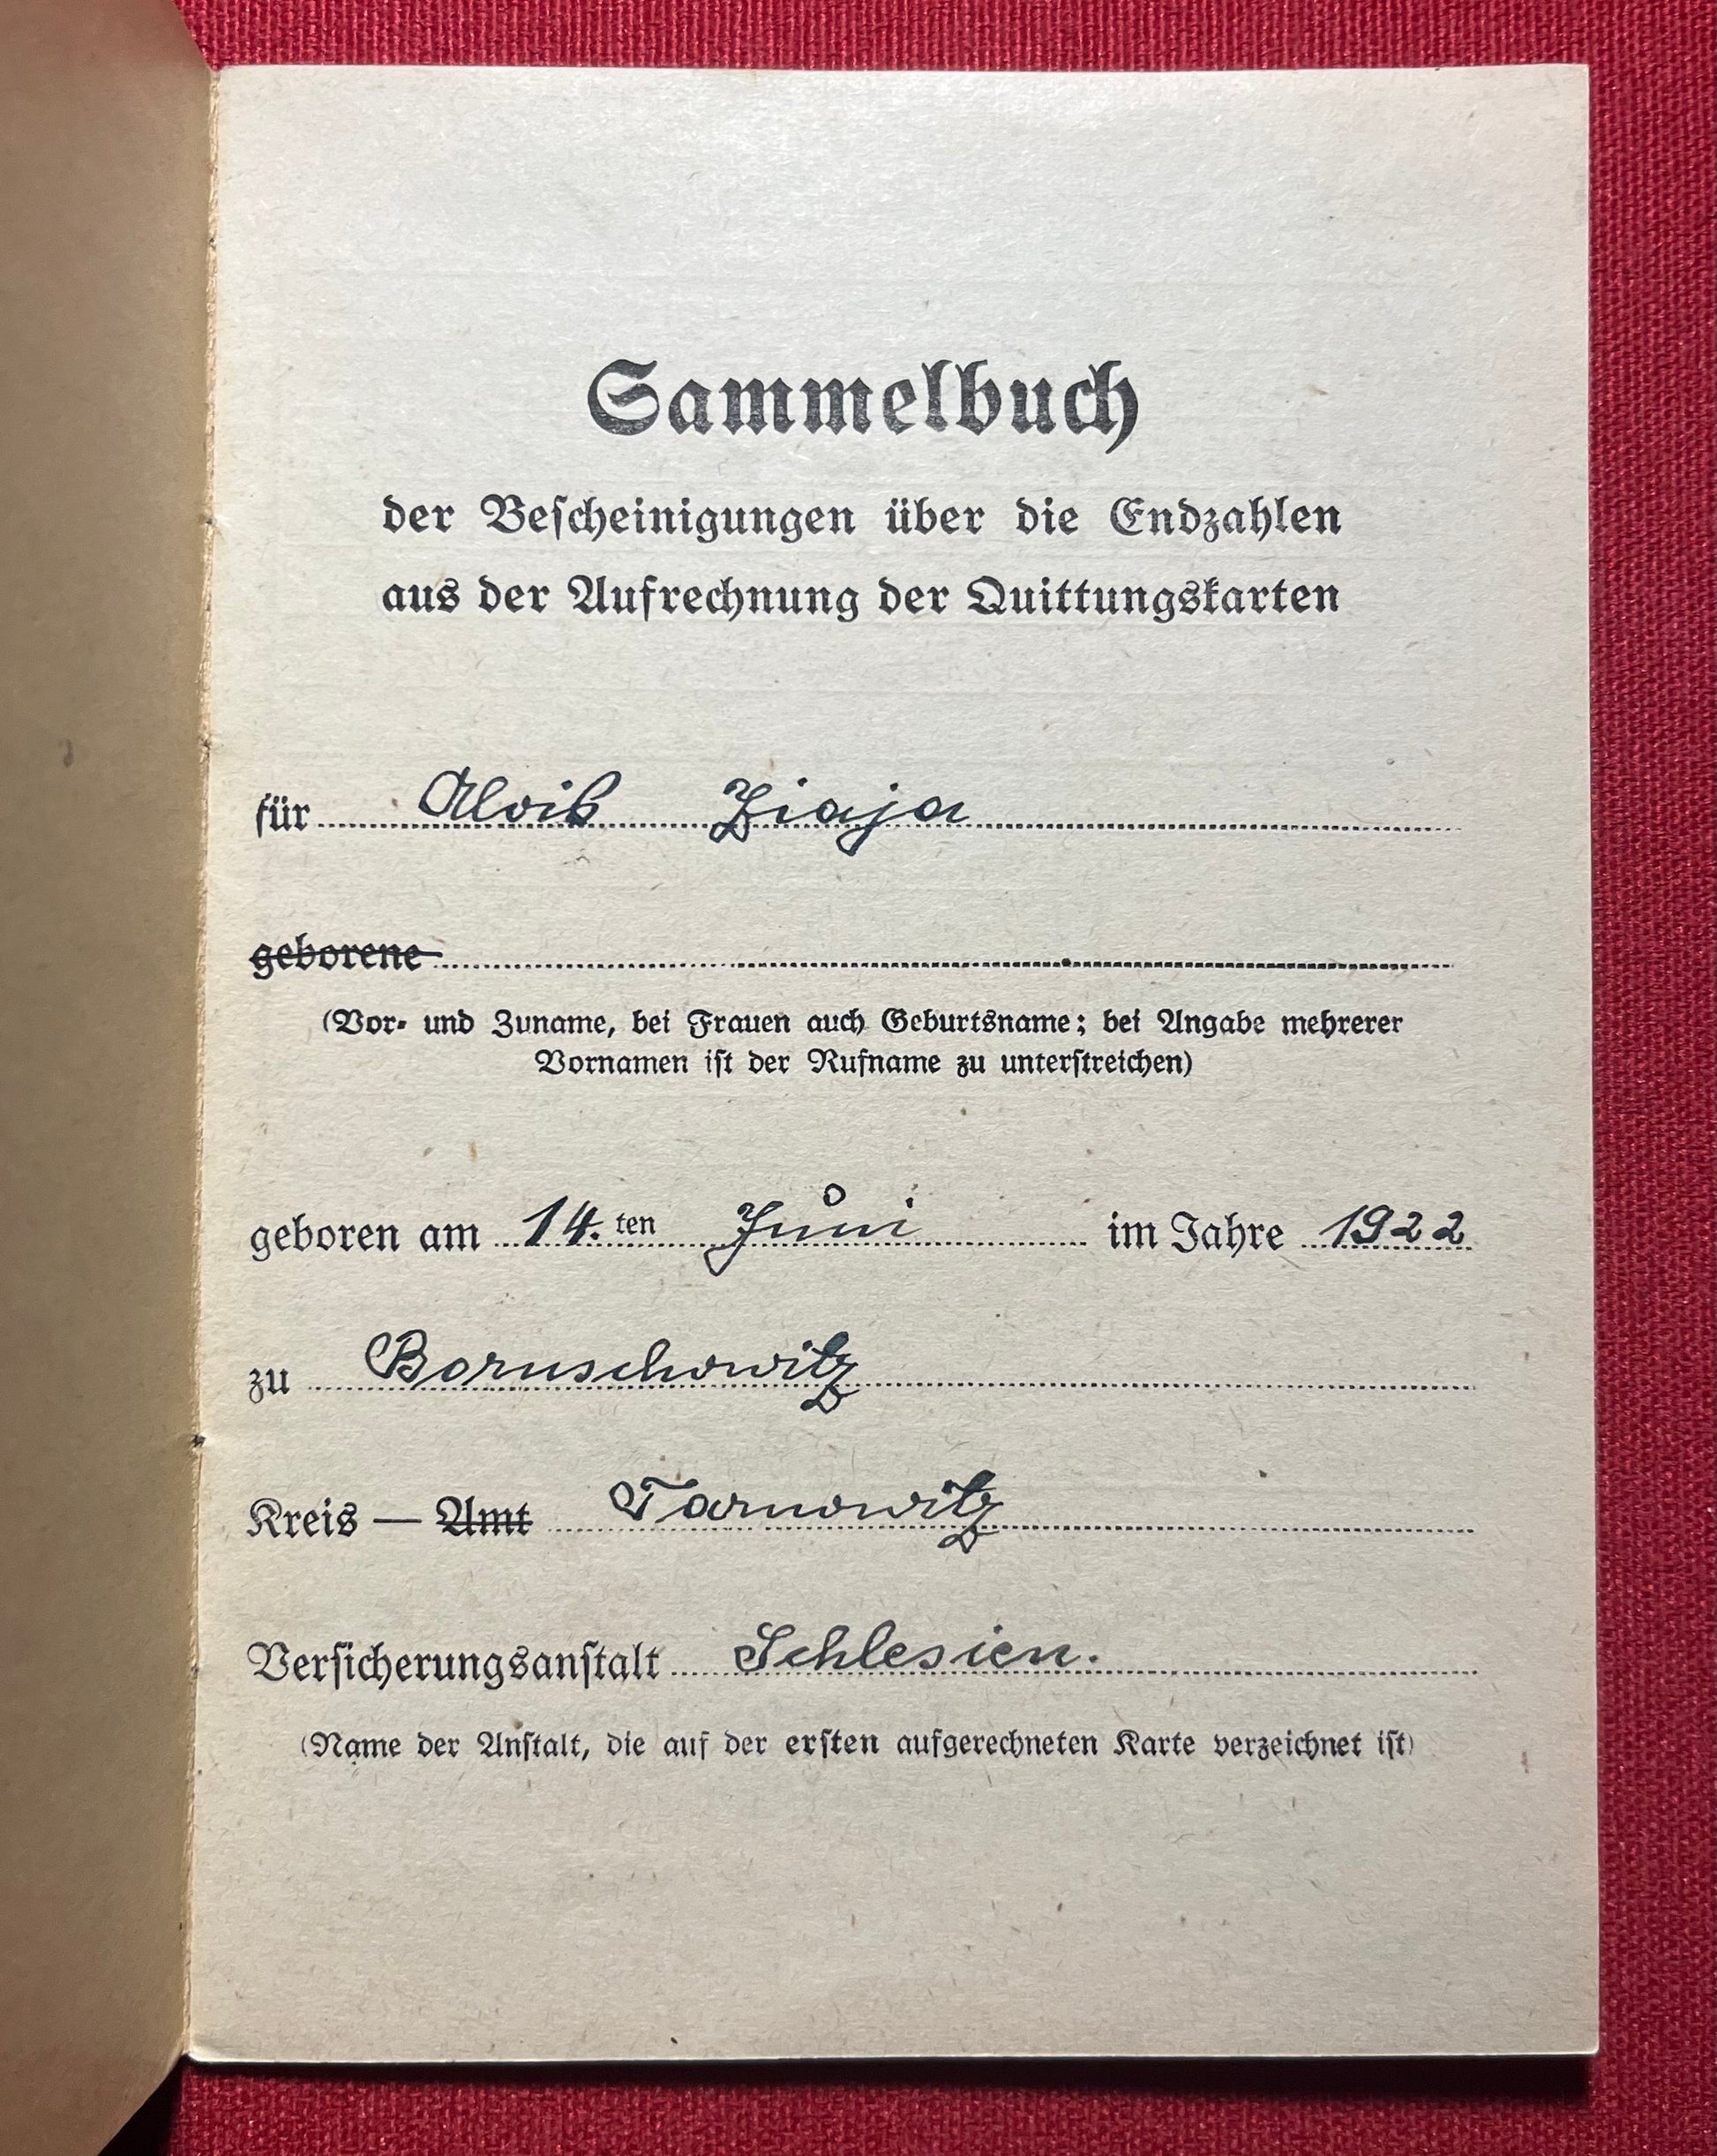 Sammelbuch
der Bescheinigungen über die Endzahlen
aus der Aufrechnung der Quittungskarten
für Alois Ziaja
geborene
(Vor- und Zuname, bei Frauen auch Geburtsname; bei Angabe mehrerer
Vornamen ist der Rufname zu unterstreichen)
geboren am 14. ten Juni im Jahre 1922
zu Boruschowitz
Kreis — Amt Tarnowitz
Versicherungsanstalt Schlesien.
(Name der Anstalt, die auf der ersten aufgerechneten Karte verzeichnet ist)